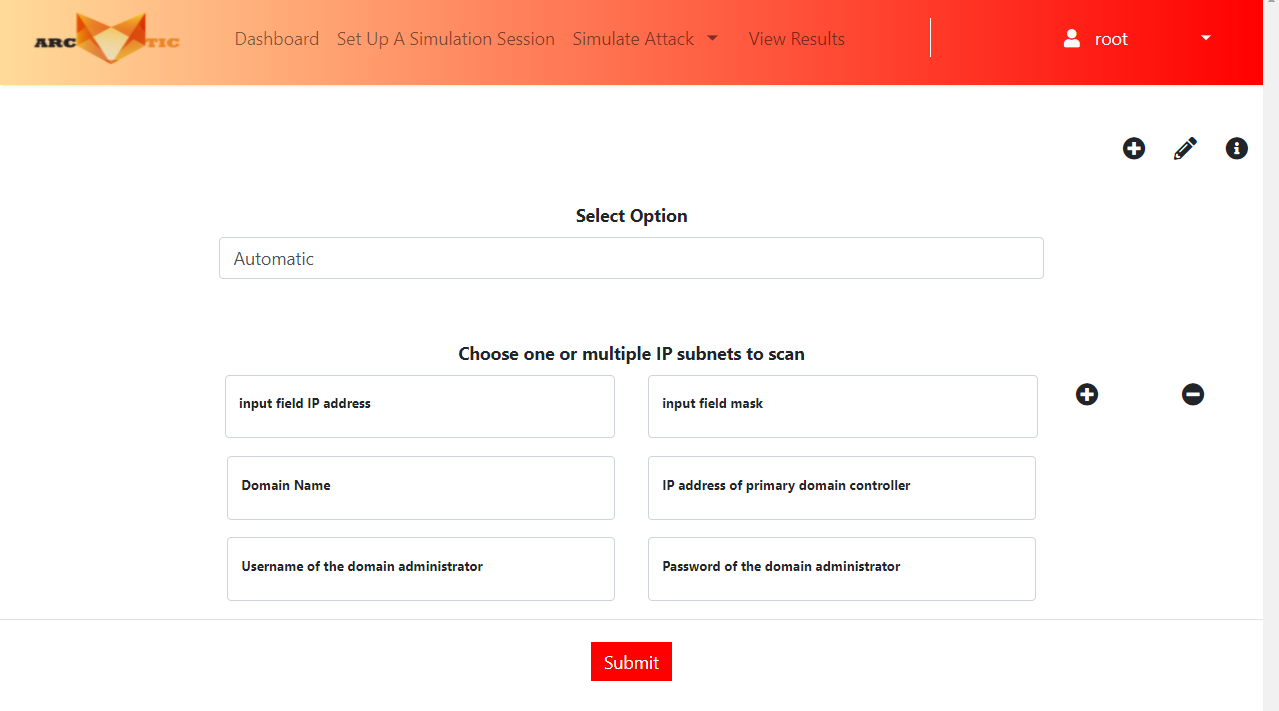 ARC TIC
Dashboard Set Up A Simulation Session Simulate Attack View Results root
Select Option
Automatic
Choose one or multiple IP subnets to scan
input field IP address input field mask
Domain Name IP address of primary domain controller
Username of the domain administrator Password of the domain administrator
Submit